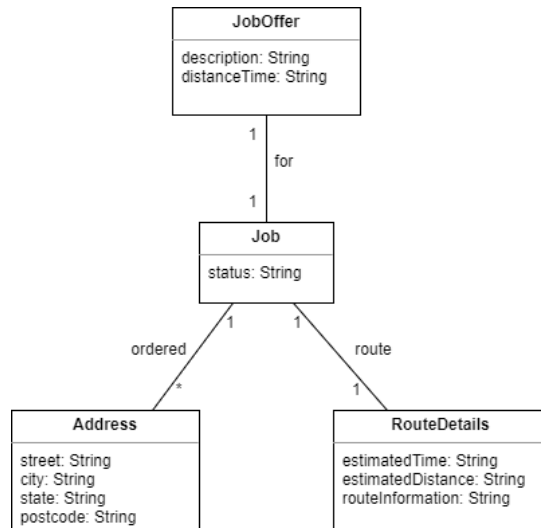 JobOffer
description: String
distanceTime: String
1
for
1
Job
status: String
1
1
ordered
route
*
1
Address
RouteDetails
street: String
city: String
state: String
postcode: String
estimatedTime: String
estimatedDistance: String
routeInformation: String